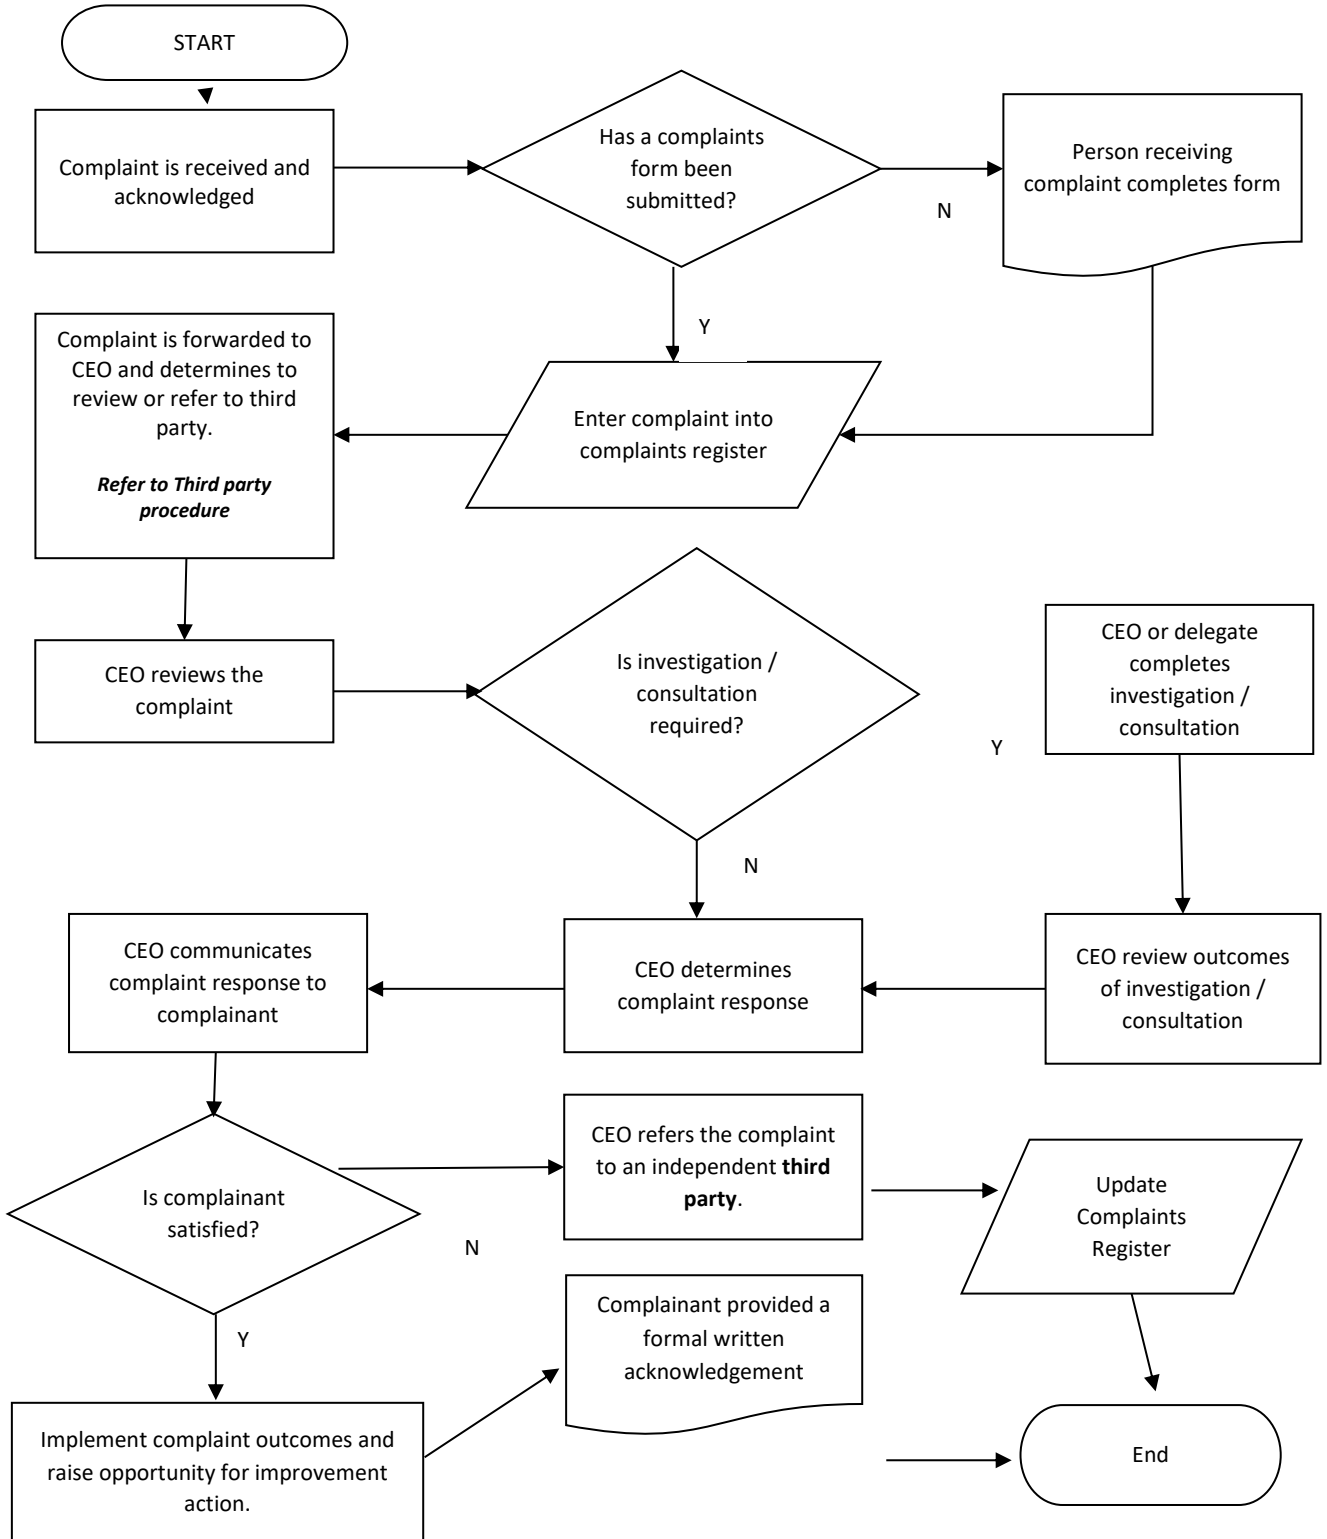 START
Complaint is received and
acknowledged
Has a complaints
form been
submitted?
N
Person receiving
complaint completes form
Y
Complaint is forwarded to
CEO and determines to
review or refer to third
party.
Refer to Third party
procedure
Enter complaint into
complaints register
CEO reviews the
complaint
Is investigation /
consultation
required?
Y
CEO or delegate
completes
investigation /
consultation
N
CEO communicates
complaint response to
complainant
CEO determines
complaint response
CEO review outcomes
of investigation /
consultation
Is complainant
satisfied?
N
CEO refers the complaint
to an independent third
party.
Update
Complaints
Register
Y
Complainant provided a
formal written
acknowledgement
Implement complaint outcomes and
raise opportunity for improvement
action.
End